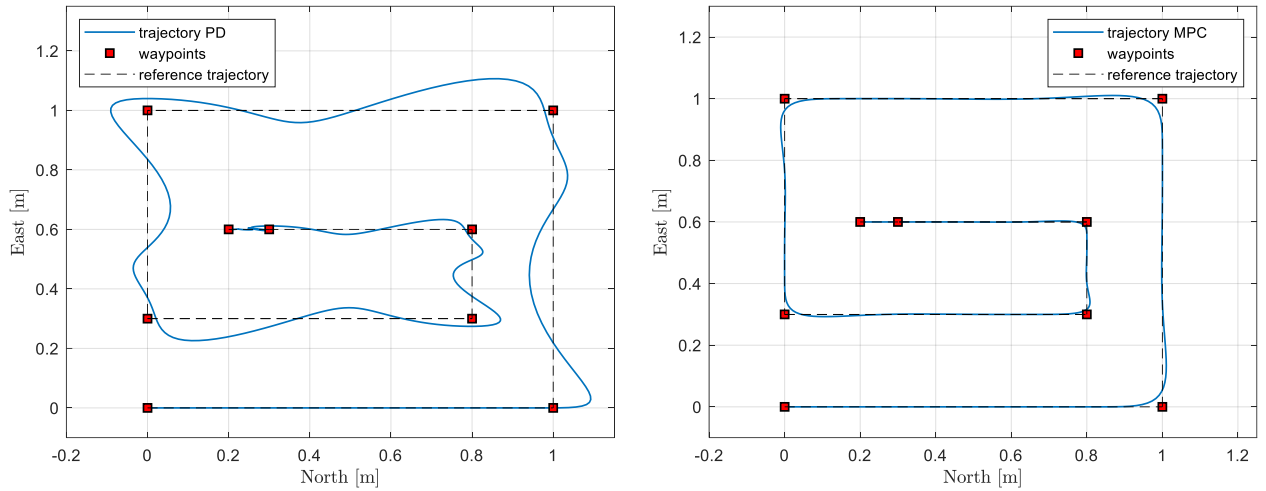 trajectory PD
waypoints
reference trajectory
1.2
1
0.8
0.6
0.4
0.2
0
East [m]
-0.2 0 0.2 0.4 0.6 0.8 1
North [m]
trajectory MPC
waypoints
reference trajectory
1.2
1
0.8
0.6
0.4
0.2
0
East [m]
-0.2 0 0.2 0.4 0.6 0.8 1 1.2
North [m]